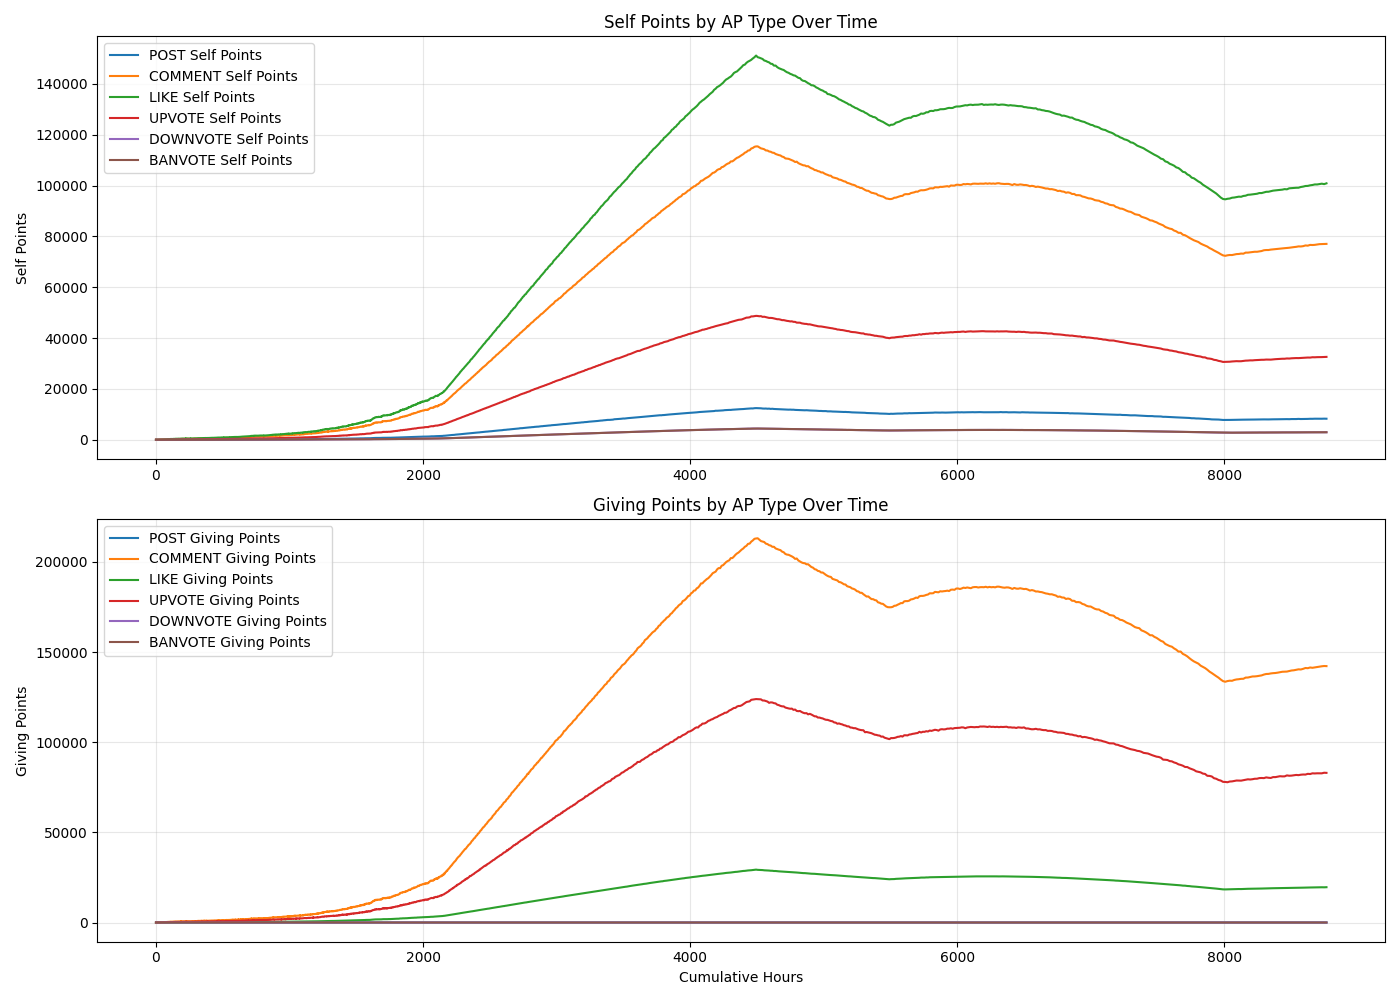 Self Points by AP Type Over Time
POST Self Points
COMMENT Self Points
LIKE Self Points
UPVOTE Self Points
DOWNVOTE Self Points
BANVOTE Self Points
Self Points
140000
120000
100000
80000
60000
40000
20000
0
0 2000 4000 6000 8000
Giving Points by AP Type Over Time
POST Giving Points
COMMENT Giving Points
LIKE Giving Points
UPVOTE Giving Points
DOWNVOTE Giving Points
BANVOTE Giving Points
Giving Points
200000
150000
100000
50000
0
0 2000 4000 6000 8000
Cumulative Hours